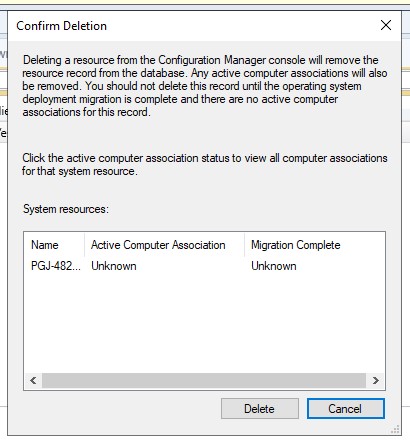 Confirm Deletion
Deleting a resource from the Configuration Manager console will remove the
resource record from the database. Any active computer associations will also
be removed. You should not delete this record until the operating system
deployment migration is complete and there are no active computer
associations for this record.
Click the active computer association status to view all computer associations
for that system resource.
System resources:
Name Active Computer Association Migration Complete
PGJ-482... Unknown Unknown
Delete Cancel